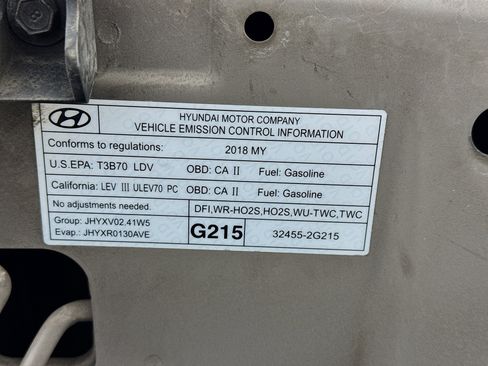 HYUNDAI MOTOR COMPANY
VEHICLE EMISSION CONTROL INFORMATION
Conforms to regulations: 2018 MY
U.S.EPA: T3B70 LDV OBD: CA II Fuel: Gasoline
California: LEV III ULEV70 PC OBD: CA II Fuel: Gasoline
No adjustments needed. DFI,WR-HO2S,HO2S,WU-TWC,TWC
Group: JHYXV02.41W5
Evap.: JHYXR0130AVE G215 32455-2G215